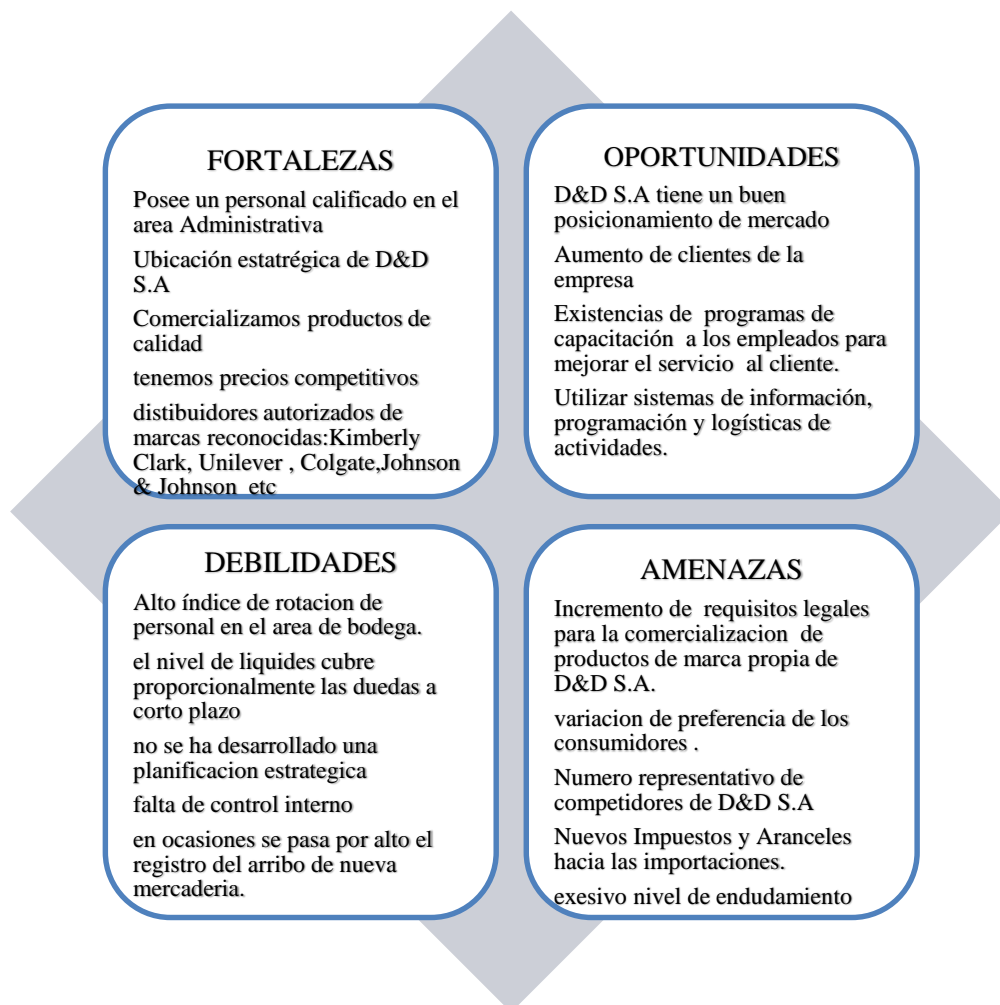 FORTALEZAS
Posee un personal calificado en el
area Administrativa
Ubicación estatrégica de D&D
S.A
Comercializamos productos de
calidad
tenemos precios competitivos
distibuidores autorizados de
marcas reconocidas:Kimberly
Clark, Unilever , Colgate,Johnson
& Johnson  etc
OPORTUNIDADES
D&D S.A tiene un buen
posicionamiento de mercado
Aumento de clientes de la
empresa
Existencias de  programas de
capacitación  a los empleados para
mejorar el servicio  al cliente.
Utilizar sistemas de información,
programación y logísticas de
actividades.
DEBILIDADES
Alto índice de rotacion de
personal en el area de bodega.
el nivel de liquides cubre
proporcionalmente las duedas a
corto plazo
no se ha desarrollado una
planificacion estrategica
falta de control interno
en ocasiones se pasa por alto el
registro del arribo de nueva
mercaderia.
AMENAZAS
Incremento de  requisitos legales
para la comercializacion  de
productos de marca propia de
D&D S.A.
variacion de preferencia de los
consumidores .
Numero representativo de
competidores de D&D S.A
Nuevos Impuestos y Aranceles
hacia las importaciones.
exesivo nivel de endudamiento